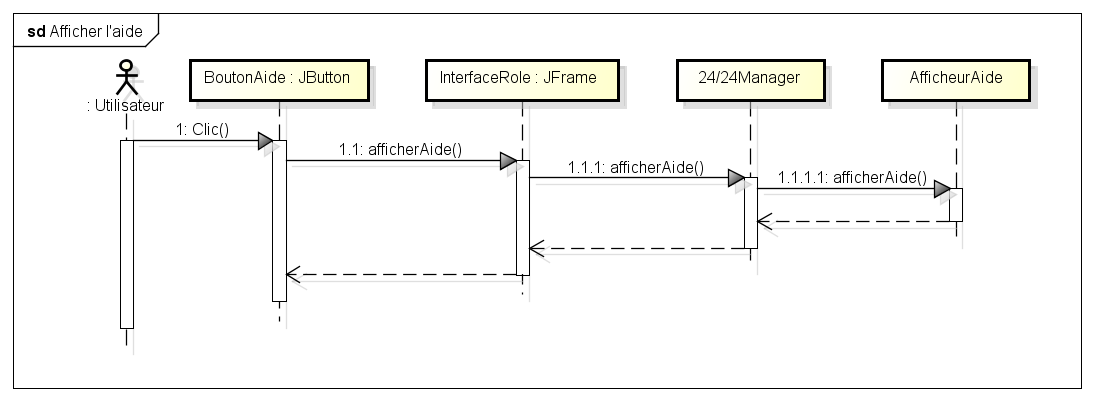 sd Afficher l'aide
: Utilisateur
BoutonAide : JButton
InterfaceRole : JFrame
24/24Manager
AfficheurAide
1: Clic()
1.1: afficherAide()
1.1.1: afficherAide()
1.1.1.1: afficherAide()